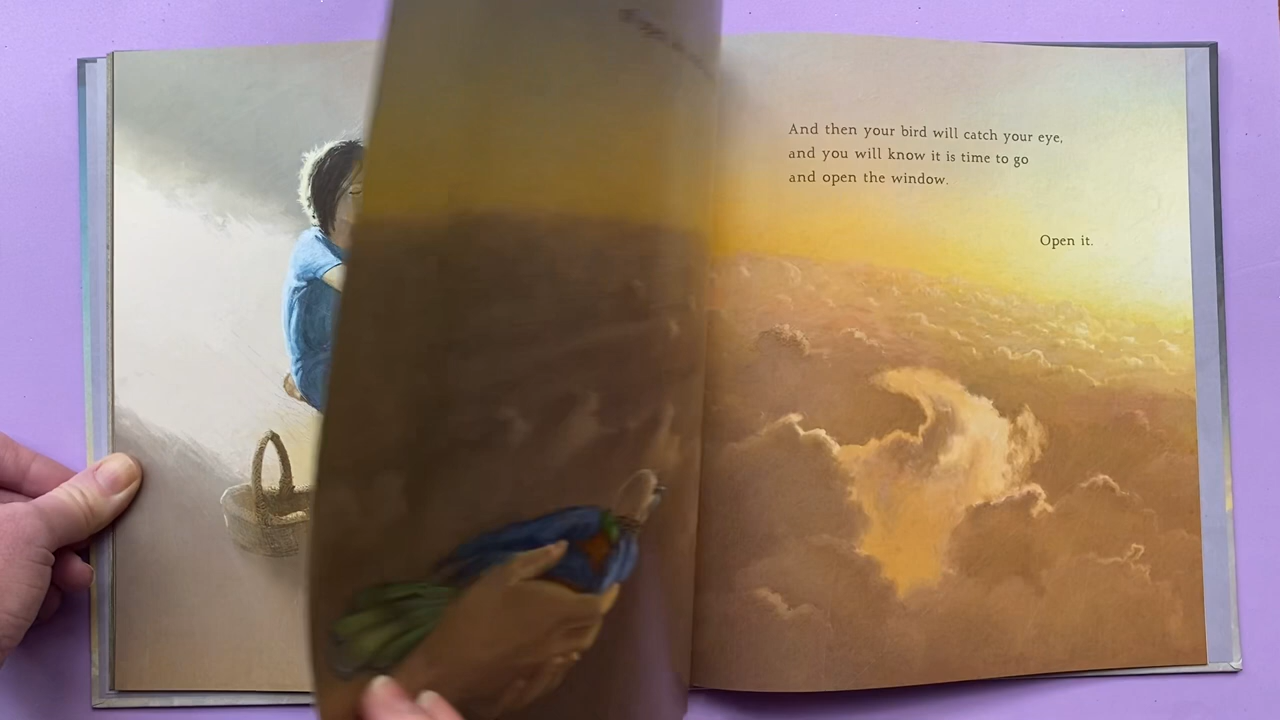 And then your bird will catch your eye,
and you will know it is time to go
and open the window.
Open it.